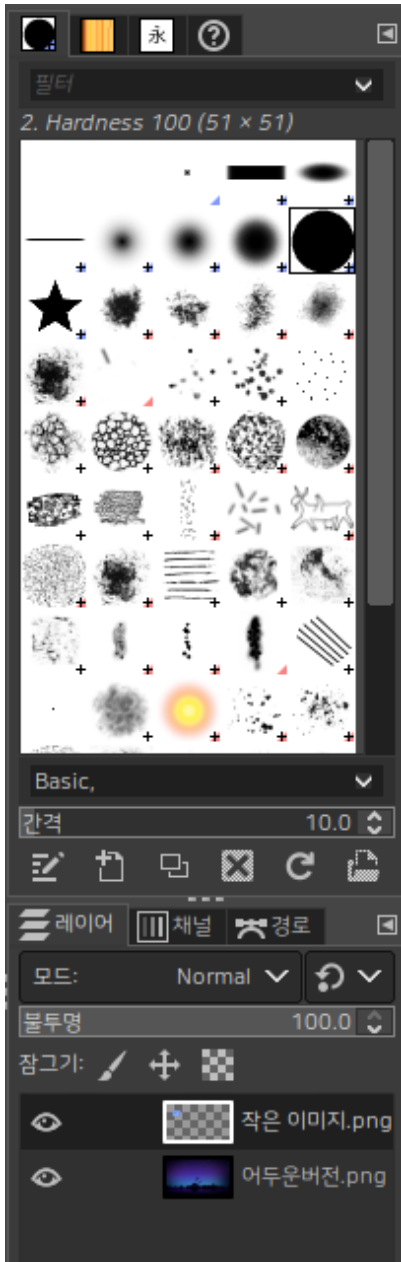 永
필터
2. Hardness 100 (51 × 51)
Basic,
간격 10.0
레이어 채널 경로
모드: Normal
불투명 100.0
잠그기:
작은 이미지.png
어두운버전.png